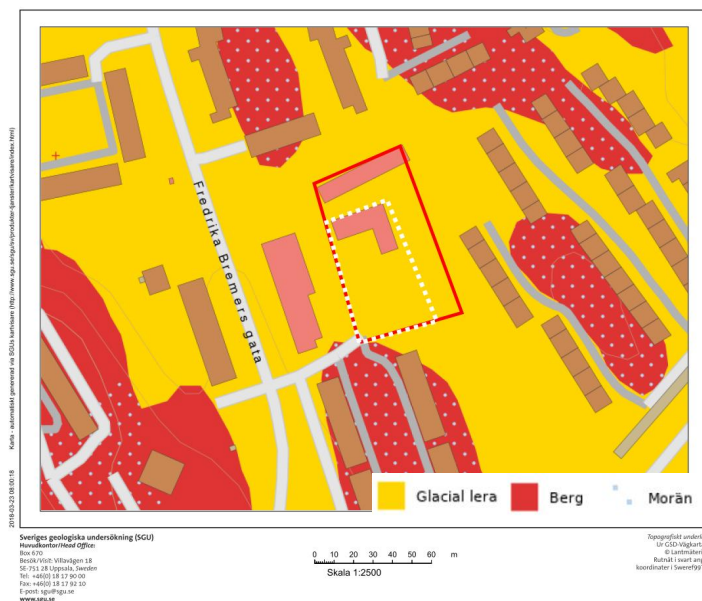 Fredrika Bremers gata
Glacial lera
Berg
Morän
Karta - automatiskt genererad via SGUs kartvisare (http://www.sgu.se/sgu/sv/produkter-tjanster/kartvisare/index.html)
2018-03-23 08:00:18
Sveriges geologiska undersökning (SGU)
Huvudkontor/Head Office:
Box 670
Besök/Visit: Villavägen 18
SE-751 28 Uppsala, Sweden
Tel: +46(0) 18 17 90 00
Fax: +46(0) 18 17 92 10
E-post: sgu@sgu.se
www.sgu.se
0 10 20 30 40 50 60 m
Skala 1:2500
Topografiskt underl
Ur GSD-Vägkart
© Lantmäteri
Rutnät i svart ang
koordinater i Sweref99